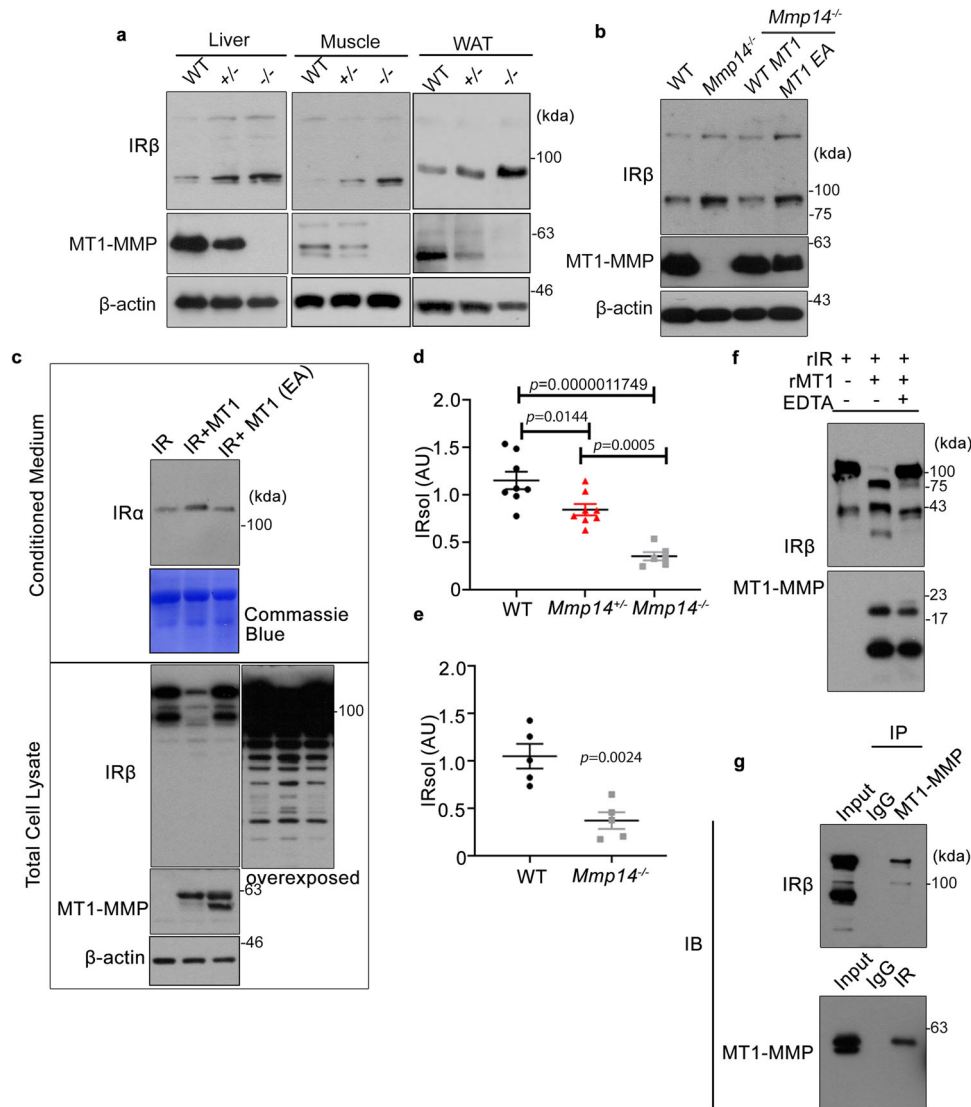 a
Liver Muscle WAT
WT +/- -/- WT +/- -/- WT +/- -/-
(kda)
IRβ
-100
MT1-MMP
-63
β-actin
-46
b
Mmp14-/-
WT Mmp14-/- WT MT1 MT1 EA
(kda)
IRβ
-100
-75
MT1-MMP
-63
β-actin
-43
c
Conditioned Medium
IR IR+MT1 IR+ MT1 (EA)
(kda)
IRα
-100
Commassie
Blue
Total Cell Lysate
IRβ
-100
overexposed
MT1-MMP
-63
β-actin
-46
d
p=0.0000011749
p=0.0144
p=0.0005
IRsol (AU)
2.0
1.5
1.0
0.5
0
WT Mmp14+/- Mmp14-/-
e
IRsol (AU)
2.0
1.5
1.0
0.5
0
p=0.0024
WT Mmp14-/-
f
rIR + + +
rMT1 - + +
EDTA - - +
(kda)
-100
-75
-43
IRβ
MT1-MMP
-23
-17
g
IP
Input IgG MT1-MMP
(kda)
IRβ
-100
IB
Input IgG IR
MT1-MMP
-63